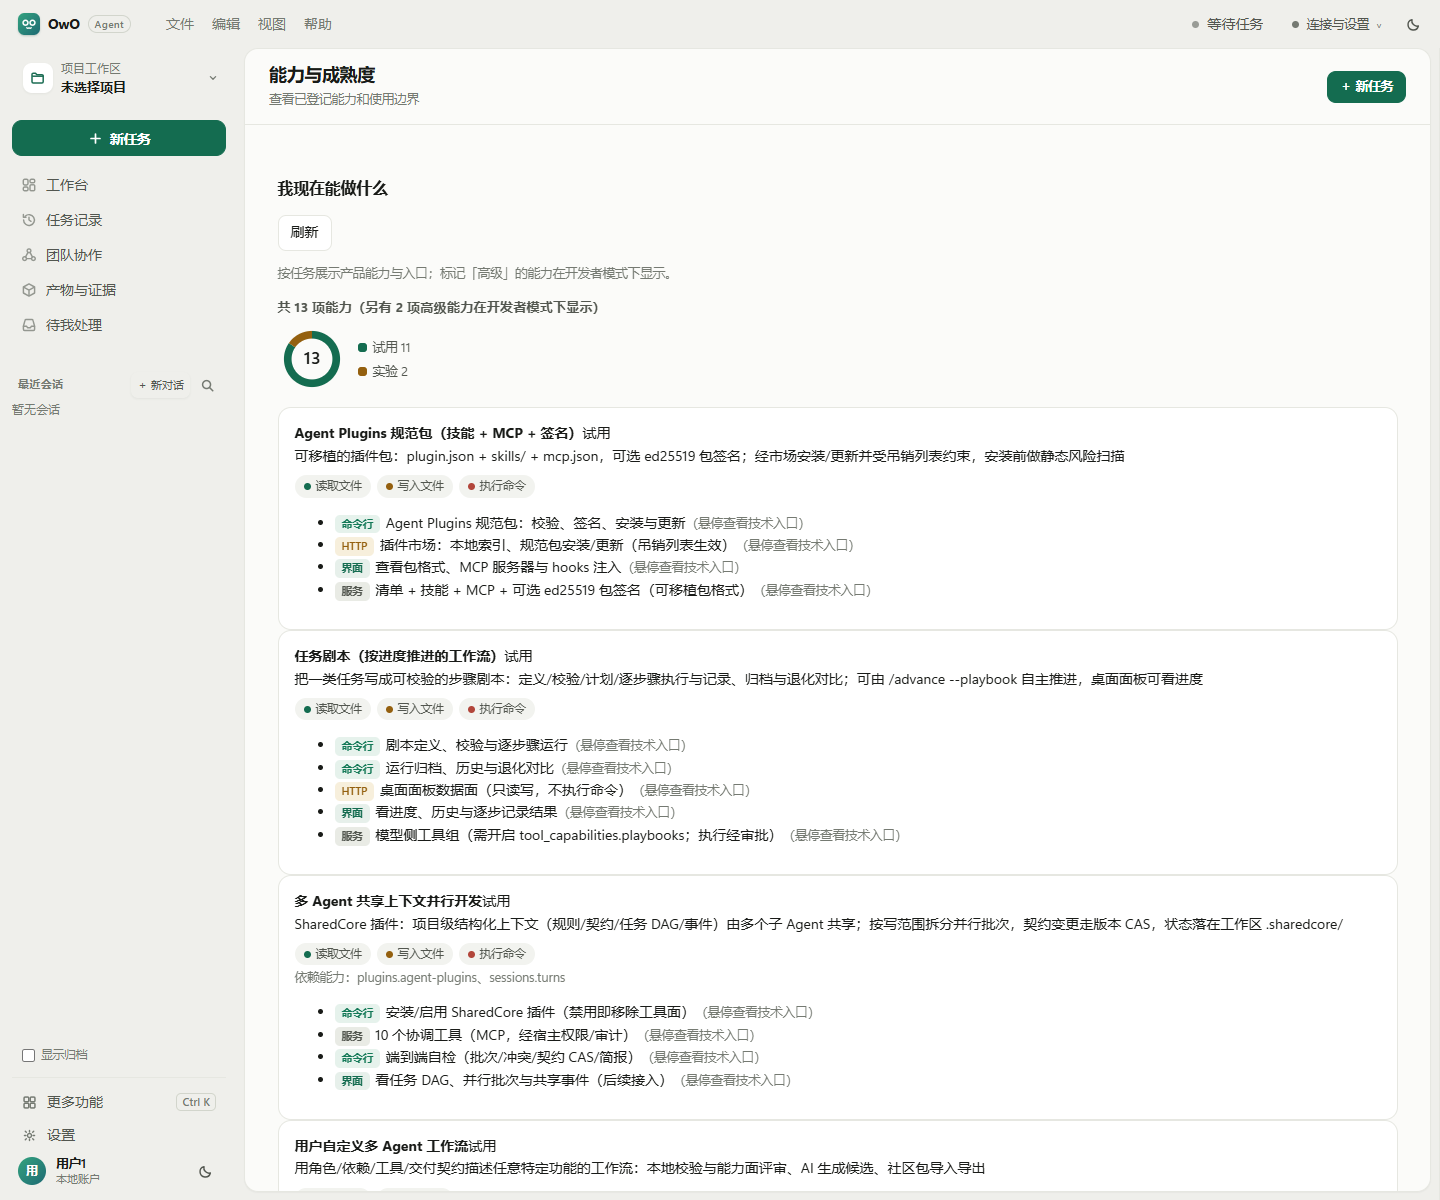 OwO Agent 文件 编辑 视图 帮助 等待任务 连接与设置
项目工作区
未选择项目
+ 新任务
工作台
任务记录
团队协作
产物与证据
待我处理
最近会话 + 新对话
暂无会话
显示归档
更多功能 Ctrl K
设置
用 用户1
本地账户
能力与成熟度
查看已登记能力和使用边界
+ 新任务
我现在能做什么
刷新
按任务展示产品能力与入口；标记「高级」的能力在开发者模式下显示。
共 13 项能力（另有 2 项高级能力在开发者模式下显示）
13
试用 11
实验 2
Agent Plugins 规范包（技能 + MCP + 签名）试用
可移植的插件包：plugin.json + skills/ + mcp.json，可选 ed25519 包签名；经市场安装/更新并受吊销列表约束，安装前做静态风险扫描
读取文件 写入文件 执行命令
命令行 Agent Plugins 规范包：校验、签名、安装与更新（悬停查看技术入口）
HTTP 插件市场：本地索引、规范包安装/更新（吊销列表生效）（悬停查看技术入口）
界面 查看包格式、MCP 服务器与 hooks 注入（悬停查看技术入口）
服务 清单 + 技能 + MCP + 可选 ed25519 包签名（可移植包格式）（悬停查看技术入口）
任务剧本（按进度推进的工作流）试用
把一类任务写成可校验的步骤剧本：定义/校验/计划/逐步骤执行与记录、归档与退化对比；可由 /advance --playbook 自主推进，桌面面板可看进度
读取文件 写入文件 执行命令
命令行 剧本定义、校验与逐步骤运行（悬停查看技术入口）
命令行 运行归档、历史与退化对比（悬停查看技术入口）
HTTP 桌面面板数据面（只读写，不执行命令）（悬停查看技术入口）
界面 看进度、历史与逐步记录结果（悬停查看技术入口）
服务 模型侧工具组（需开启 tool_capabilities.playbooks；执行经审批）（悬停查看技术入口）
多 Agent 共享上下文并行开发试用
SharedCore 插件：项目级结构化上下文（规则/契约/任务 DAG/事件）由多个子 Agent 共享；按写范围拆分并行批次，契约变更走版本 CAS，状态落在工作区 .sharedcore/
读取文件 写入文件 执行命令
依赖能力：plugins.agent-plugins、sessions.turns
命令行 安装/启用 SharedCore 插件（禁用即移除工具面）（悬停查看技术入口）
服务 10 个协调工具（MCP，经宿主权限/审计）（悬停查看技术入口）
命令行 端到端自检（批次/冲突/契约 CAS/简报）（悬停查看技术入口）
界面 看任务 DAG、并行批次与共享事件（后续接入）（悬停查看技术入口）
用户自定义多 Agent 工作流试用
用角色/依赖/工具/交付契约描述任意特定功能的工作流：本地校验与能力面评审、AI 生成候选、社区包导入导出